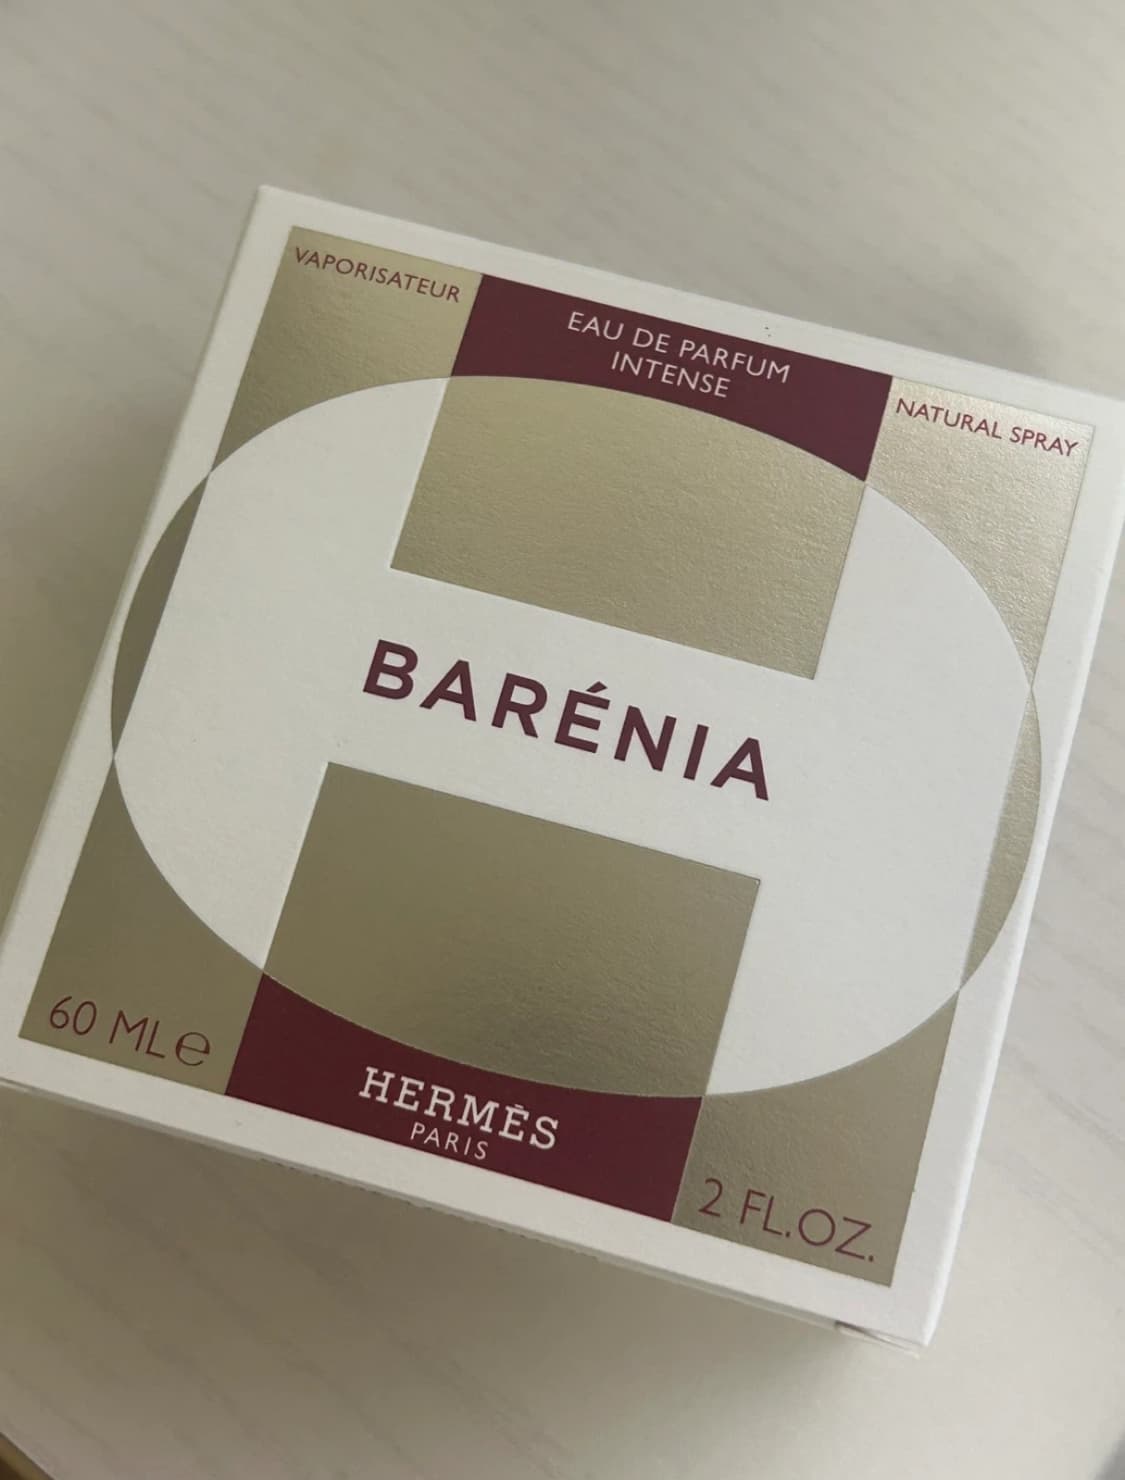 VAPORISATEUR
EAU DE PARFUM
INTENSE
NATURAL SPRAY
BARÉNIA
60 ML ℮
HERMÈS
PARIS
2 FL.OZ.